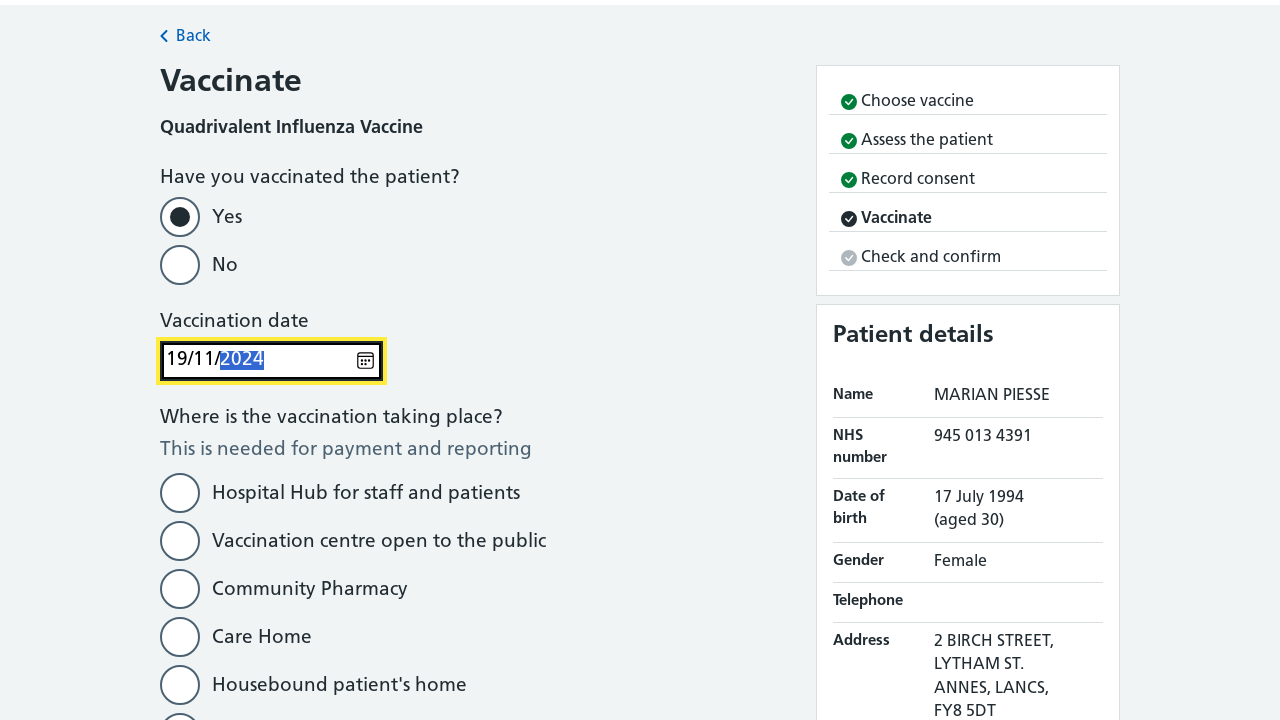 Back
Vaccinate
Quadrivalent Influenza Vaccine
Have you vaccinated the patient?
Yes
No
Vaccination date
19/11/2024
Where is the vaccination taking place?
This is needed for payment and reporting
Hospital Hub for staff and patients
Vaccination centre open to the public
Community Pharmacy
Care Home
Housebound patient's home
Choose vaccine
Assess the patient
Record consent
Vaccinate
Check and confirm
Patient details
Name MARIAN PIESSE
NHS number 945 013 4391
Date of birth 17 July 1994
(aged 30)
Gender Female
Telephone
Address 2 BIRCH STREET,
LYTHAM ST.
ANNES, LANCS,
FY8 5DT